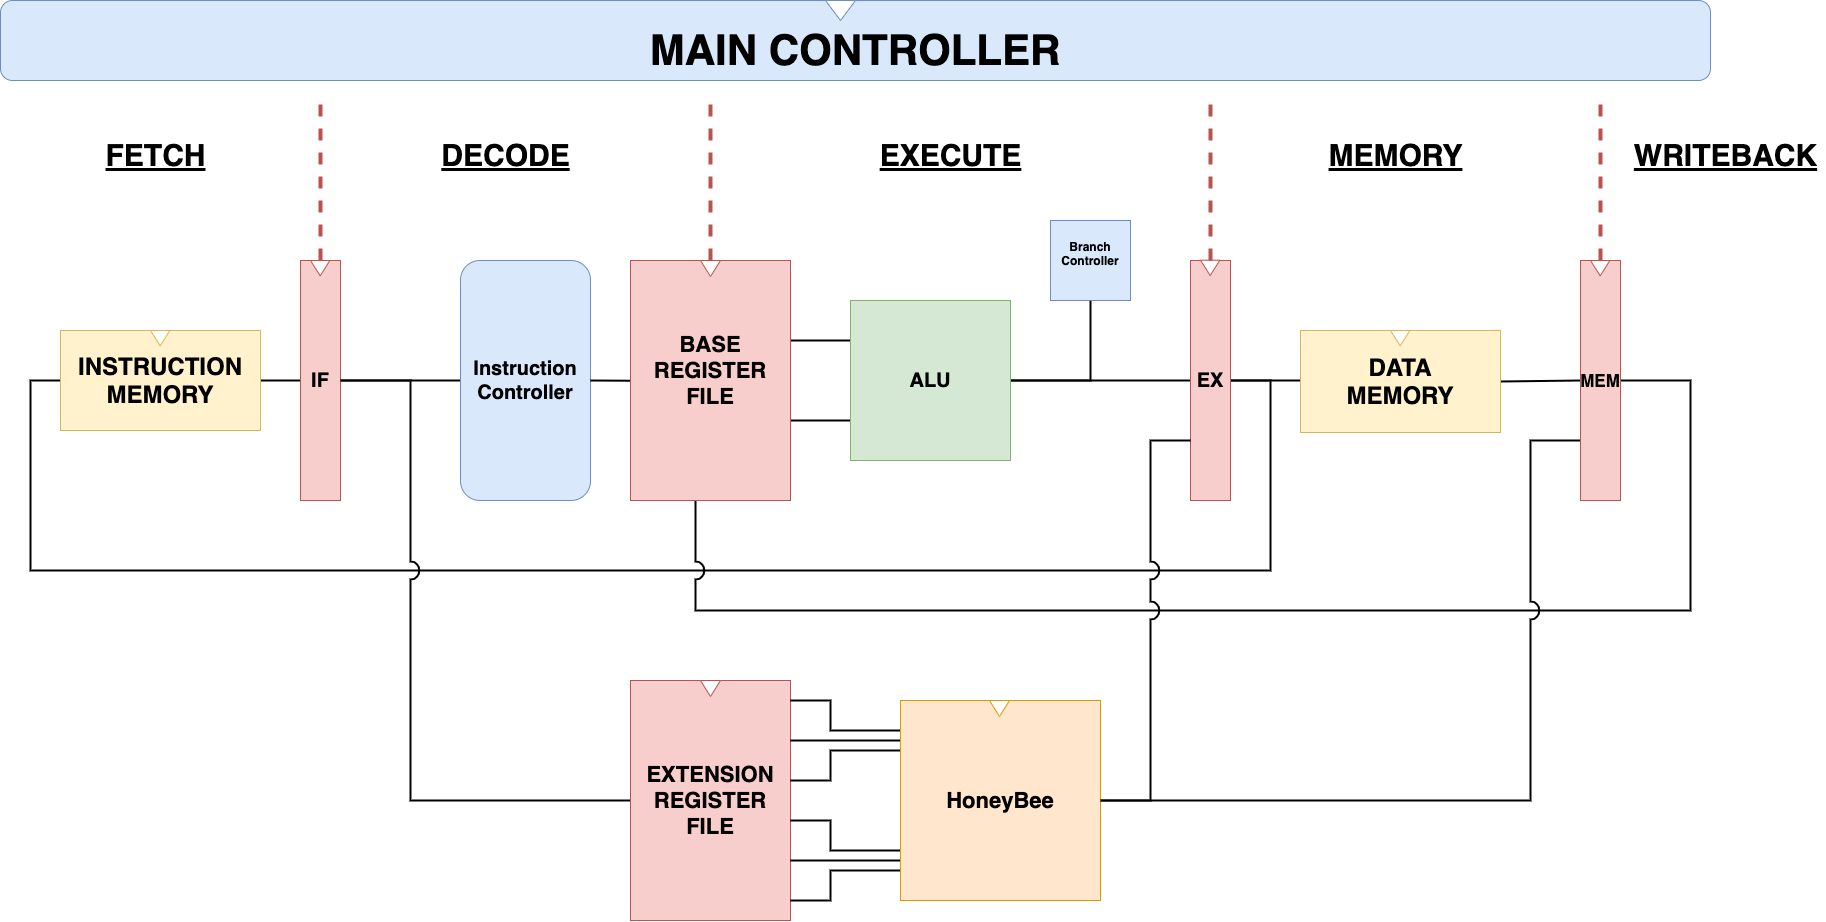 MAIN CONTROLLER
FETCH
DECODE
EXECUTE
MEMORY
WRITEBACK
Branch
Controller
INSTRUCTION
MEMORY
IF
Instruction
Controller
BASE
REGISTER
FILE
ALU
EX
DATA
MEMORY
MEM
EXTENSION
REGISTER
FILE
HoneyBee